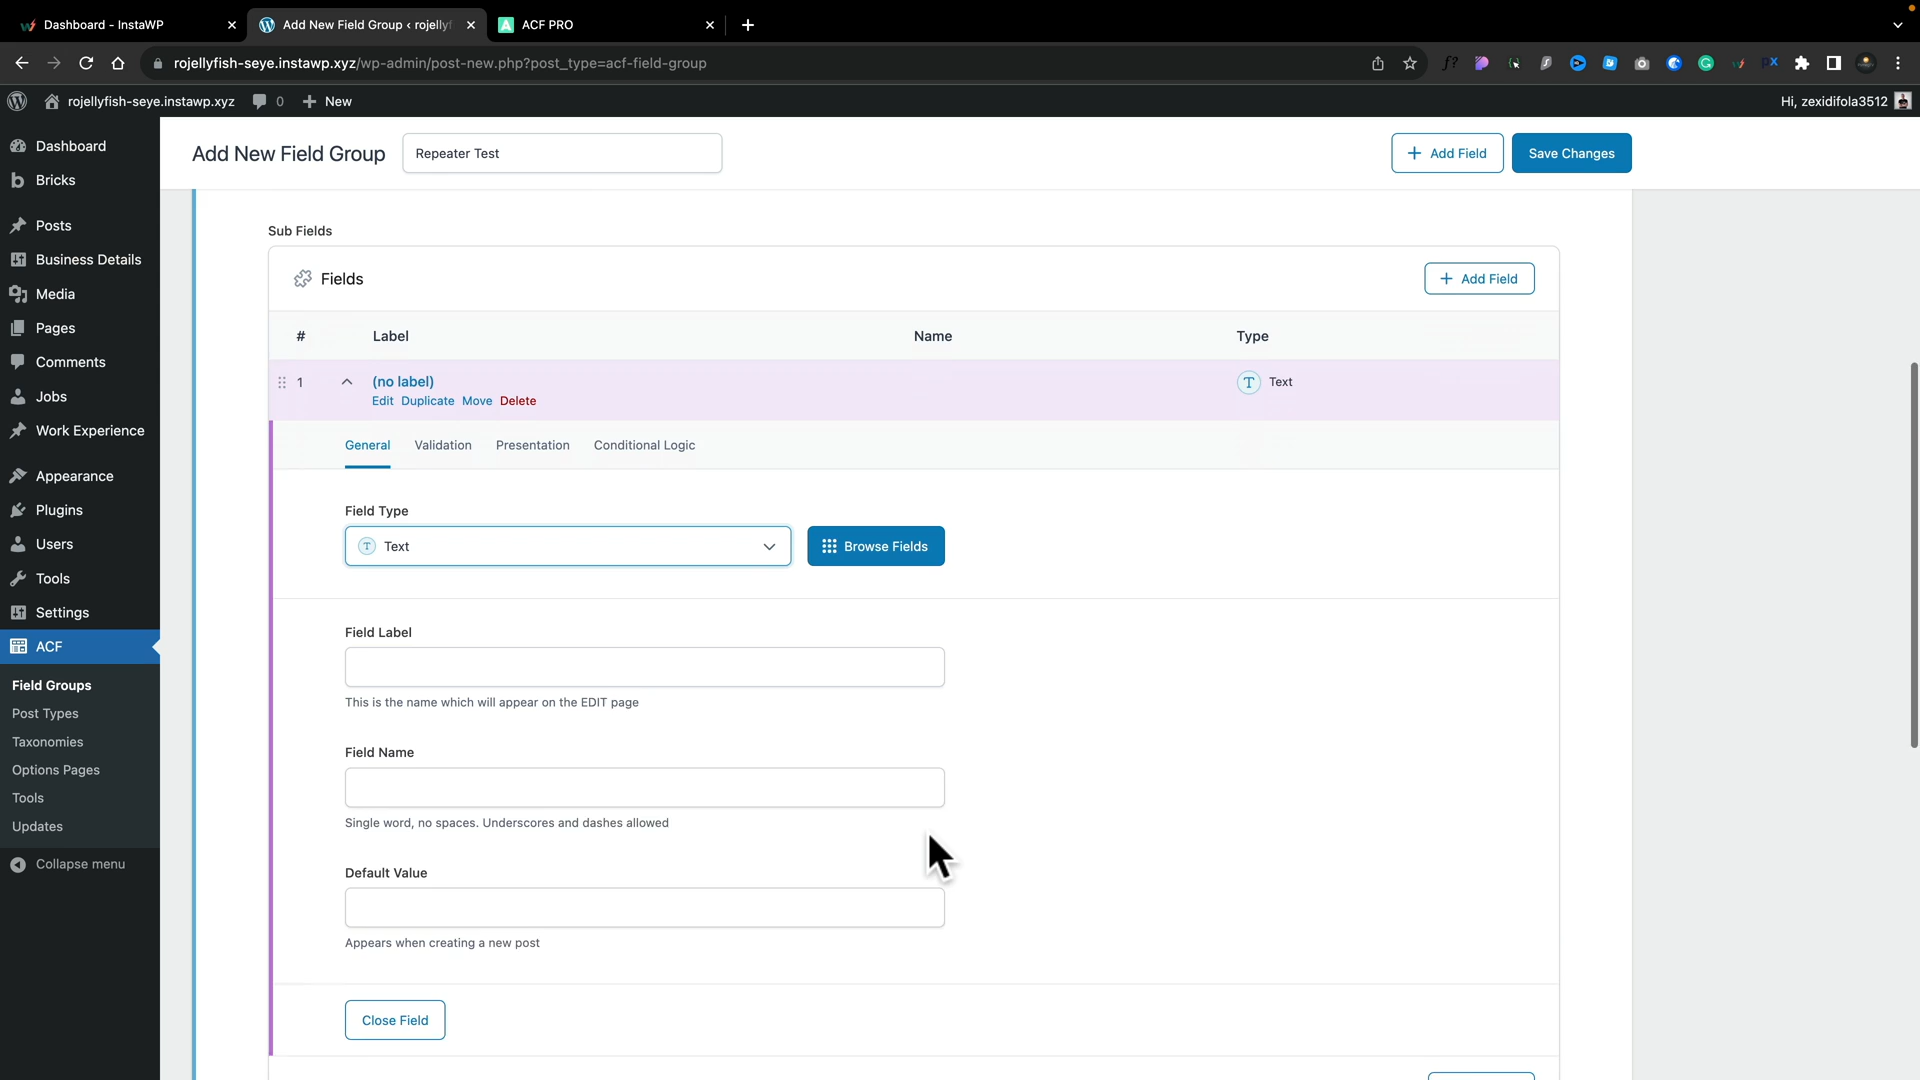 Dashboard - InstaWP
Add New Field Group ‹ rojellyf
ACF PRO
rojellyfish-seye.instawp.xyz/wp-admin/post-new.php?post_type=acf-field-group
rojellyfish-seye.instawp.xyz
0
New
Hi, zexidifola3512
Dashboard
Bricks
Posts
Business Details
Media
Pages
Comments
Jobs
Work Experience
Appearance
Plugins
Users
Tools
Settings
ACF
Field Groups
Post Types
Taxonomies
Options Pages
Tools
Updates
Collapse menu
Add New Field Group
Repeater Test
+ Add Field
Save Changes
Sub Fields
Fields
+ Add Field
# Label Name Type
1 (no label) T Text
Edit Duplicate Move Delete
General Validation Presentation Conditional Logic
Field Type
T Text
Browse Fields
Field Label
This is the name which will appear on the EDIT page
Field Name
Single word, no spaces. Underscores and dashes allowed
Default Value
Appears when creating a new post
Close Field